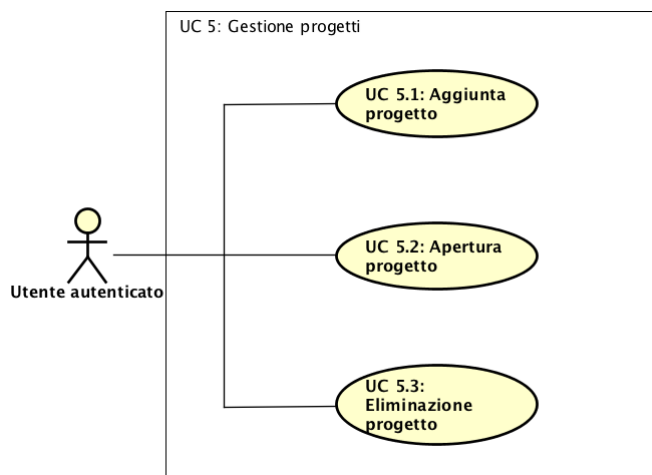 UC 5: Gestione progetti
UC 5.1: Aggiunta
progetto
UC 5.2: Apertura
progetto
Utente autenticato
UC 5.3:
Eliminazione
progetto